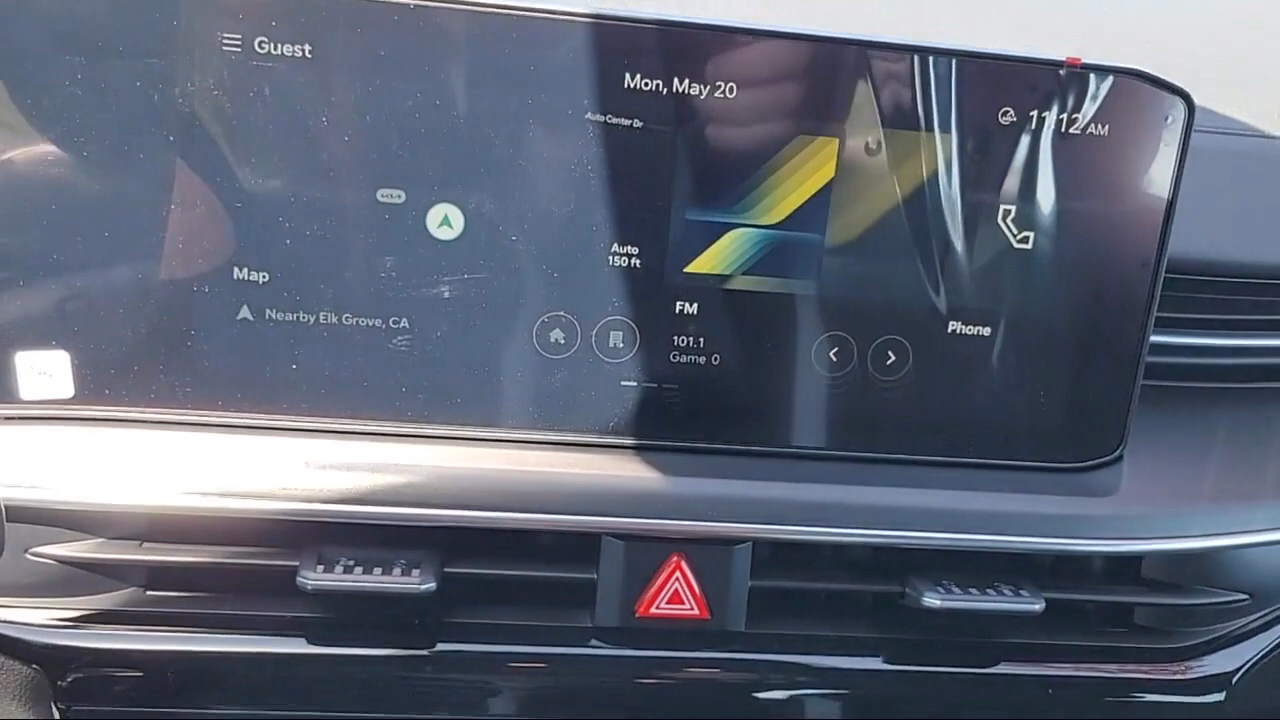 Guest
Mon, May 20
11:12 AM
Auto Center Dr
KIA
Auto
150 ft
Map
Nearby Elk Grove, CA
FM
101.1
Game 0
Phone